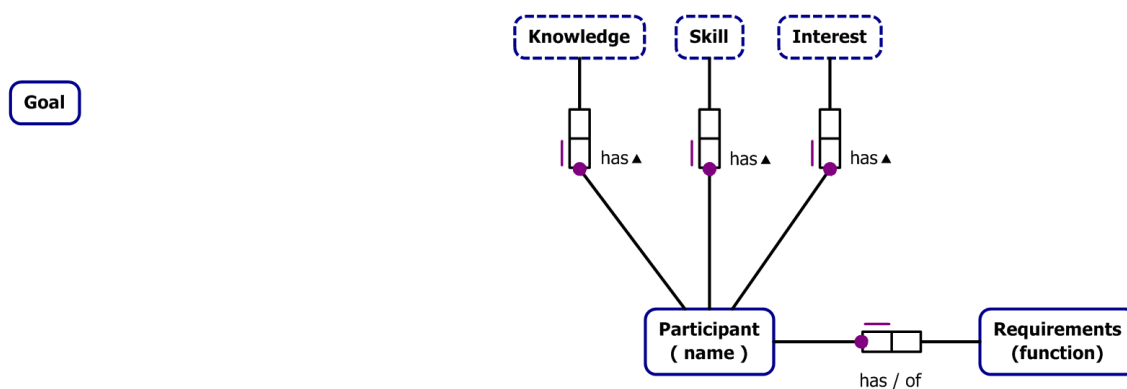 Knowledge
Skill
Interest
Goal
has ▲
has ▲
has ▲
Participant
( name )
Requirements
(function)
has / of